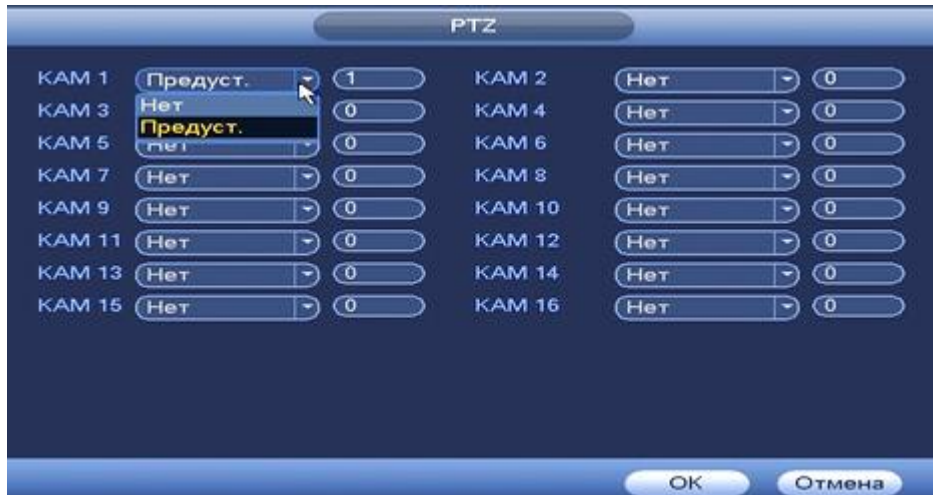 PTZ
КАМ 1 Предуст. 1 КАМ 2 Нет 0
Нет
КАМ 3 0 КАМ 4 Нет 0
Предуст.
КАМ 5 Нет 0 КАМ 6 Нет 0
КАМ 7 Нет 0 КАМ 8 Нет 0
КАМ 9 Нет 0 КАМ 10 Нет 0
КАМ 11 Нет 0 КАМ 12 Нет 0
КАМ 13 Нет 0 КАМ 14 Нет 0
КАМ 15 Нет 0 КАМ 16 Нет 0
OK Отмена